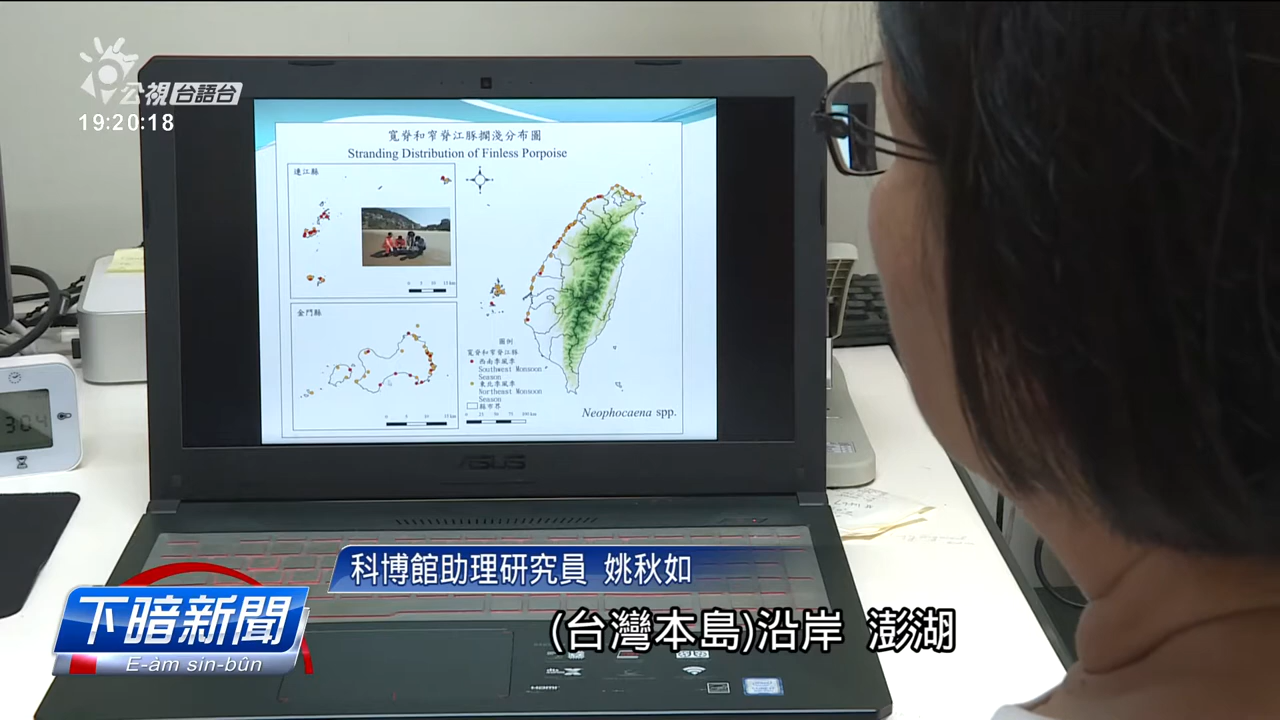 公視台語台
19:20:18
寬脊和窄脊江豚擱淺分布圖
Stranding Distribution of Finless Porpoise
連江縣
金門縣
圖例
寬脊和窄脊江豚
西南季風季
Southwest Monsoon
Season
東北季風季
Northeast Monsoon
Season
縣市界
Neophocaena spp.
ASUS
304
科博館助理研究員 姚秋如
(台灣本島)沿岸 澎湖
下暗新聞
E-àm sin-bûn
HDMI